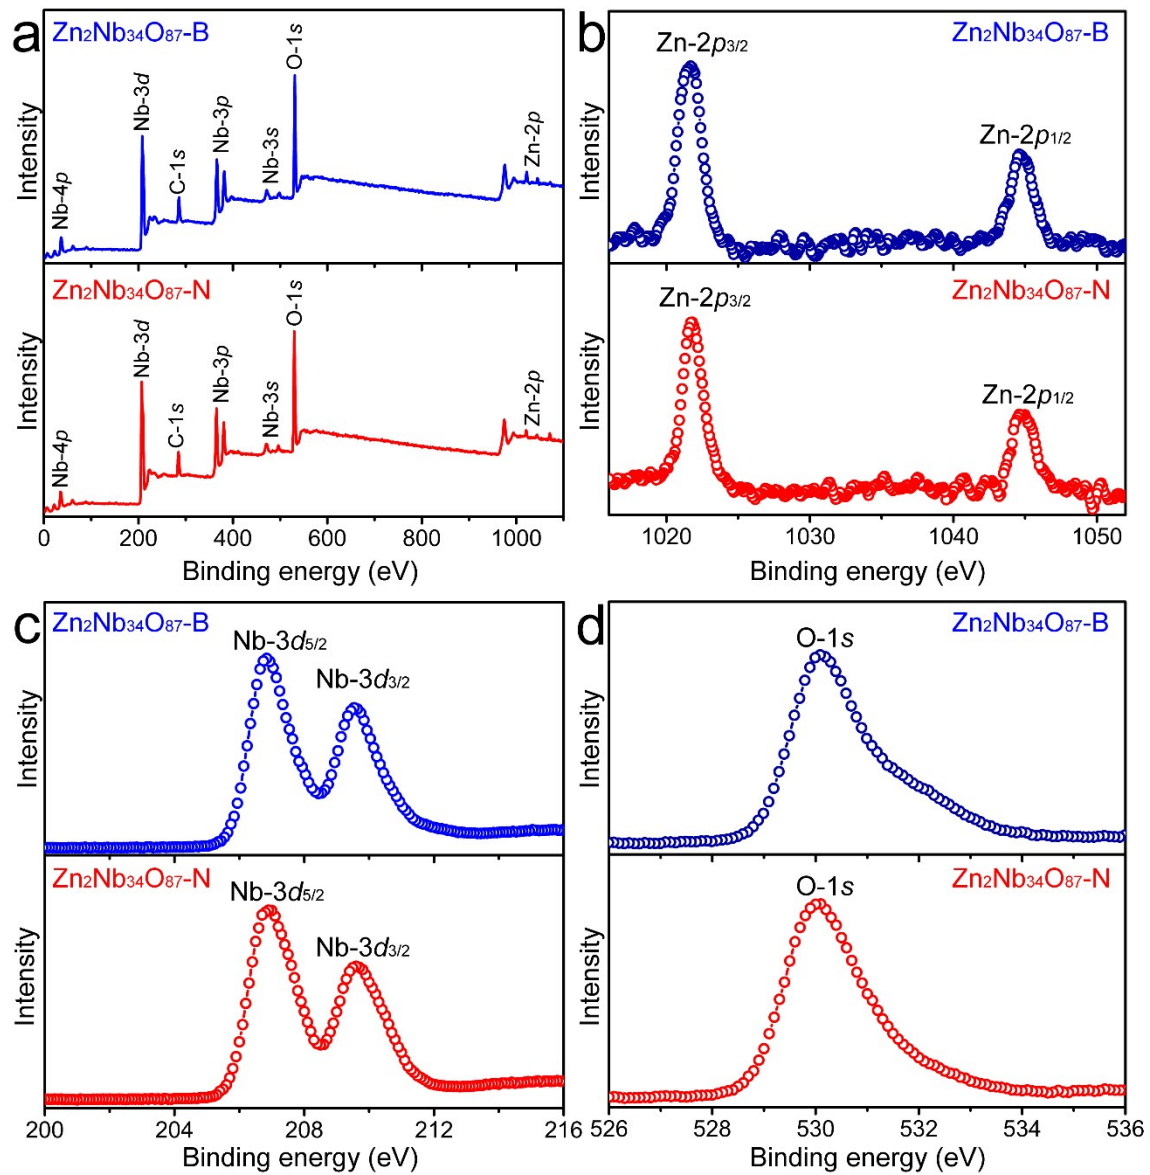 a
Zn₂Nb₃₄O₈₇-B
Intensity
Nb-4p
Nb-3d
C-1s
Nb-3p
Nb-3s
O-1s
Zn-2p
Zn₂Nb₃₄O₈₇-N
Intensity
Nb-4p
Nb-3d
C-1s
Nb-3p
Nb-3s
O-1s
Zn-2p
0 200 400 600 800 1000
Binding energy (eV)
b
Zn₂Nb₃₄O₈₇-B
Intensity
Zn-2p3/2
Zn-2p1/2
Zn₂Nb₃₄O₈₇-N
Intensity
Zn-2p3/2
Zn-2p1/2
1020 1030 1040 1050
Binding energy (eV)
c
Zn₂Nb₃₄O₈₇-B
Intensity
Nb-3d5/2
Nb-3d3/2
Zn₂Nb₃₄O₈₇-N
Intensity
Nb-3d5/2
Nb-3d3/2
200 204 208 212 216
Binding energy (eV)
d
Zn₂Nb₃₄O₈₇-B
Intensity
O-1s
Zn₂Nb₃₄O₈₇-N
Intensity
O-1s
526 528 530 532 534 536
Binding energy (eV)